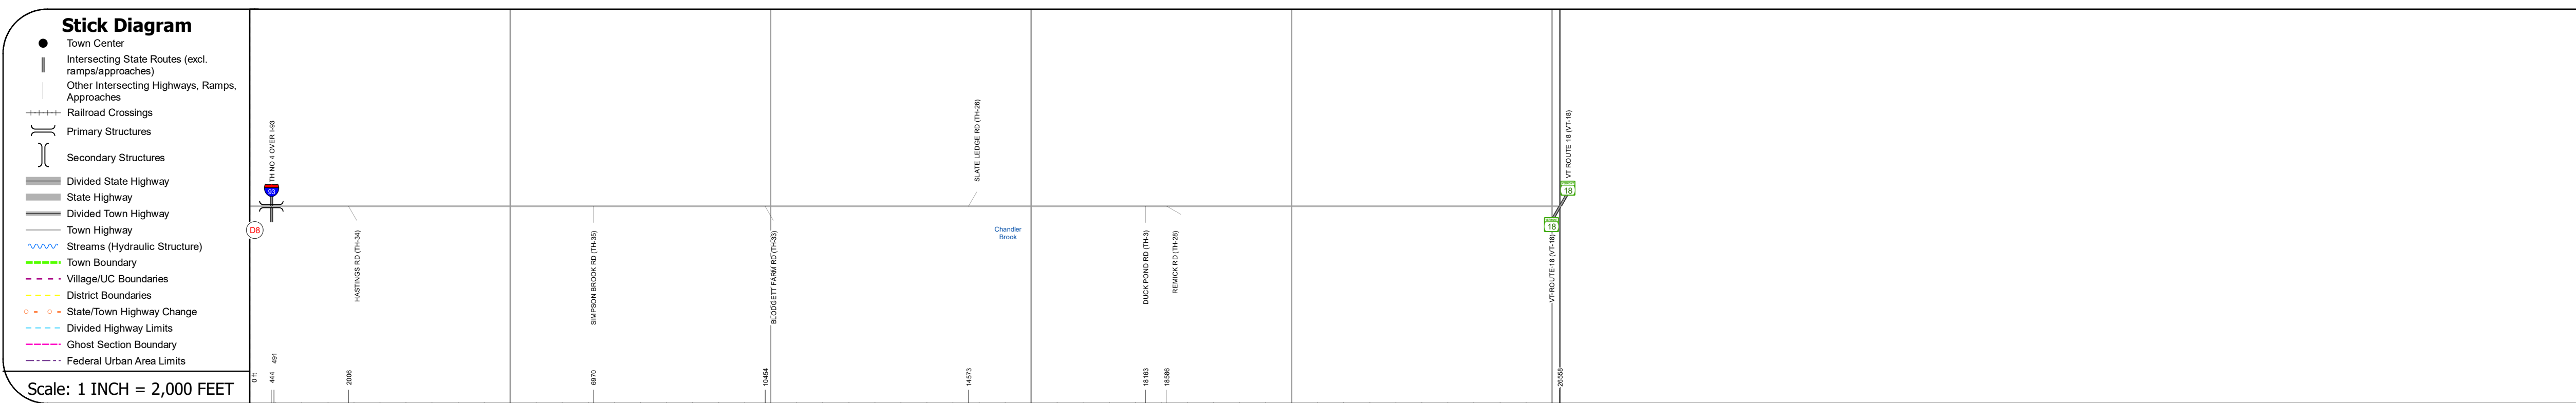 Stick Diagram
Town Center
Intersecting State Routes (excl.
ramps/approaches)
Other Intersecting Highways, Ramps,
Approaches
Railroad Crossings
Primary Structures
Secondary Structures
Divided State Highway
State Highway
Divided Town Highway
Town Highway
Streams (Hydraulic Structure)
Town Boundary
Village/UC Boundaries
District Boundaries
State/Town Highway Change
Divided Highway Limits
Ghost Section Boundary
Federal Urban Area Limits
Scale: 1 INCH = 2,000 FEET
TH NO 4 OVER I-93
93
D8
HASTINGS RD (TH-34)
SIMPSON BROOK RD (TH-35)
BLODGETT FARM RD (TH-33)
SLATE LEDGE RD (TH-26)
Chandler
Brook
DUCK POND RD (TH-3)
REMICK RD (TH-28)
VT ROUTE 18 (VT-18)
18
18
VT ROUTE 18 (VT-18)
0 ft
444
491
2006
6970
10454
14573
18163
18586
26558